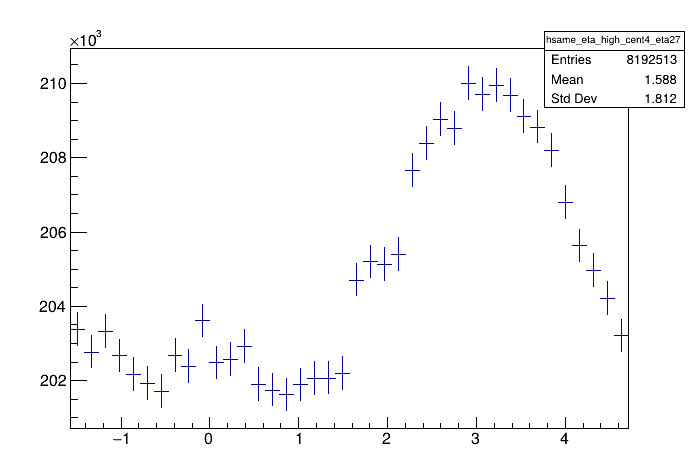 ×10³
hsame_eta_high_cent4_eta27
Entries 8192513
Mean 1.588
Std Dev 1.812
210
208
206
204
202
−1 0 1 2 3 4